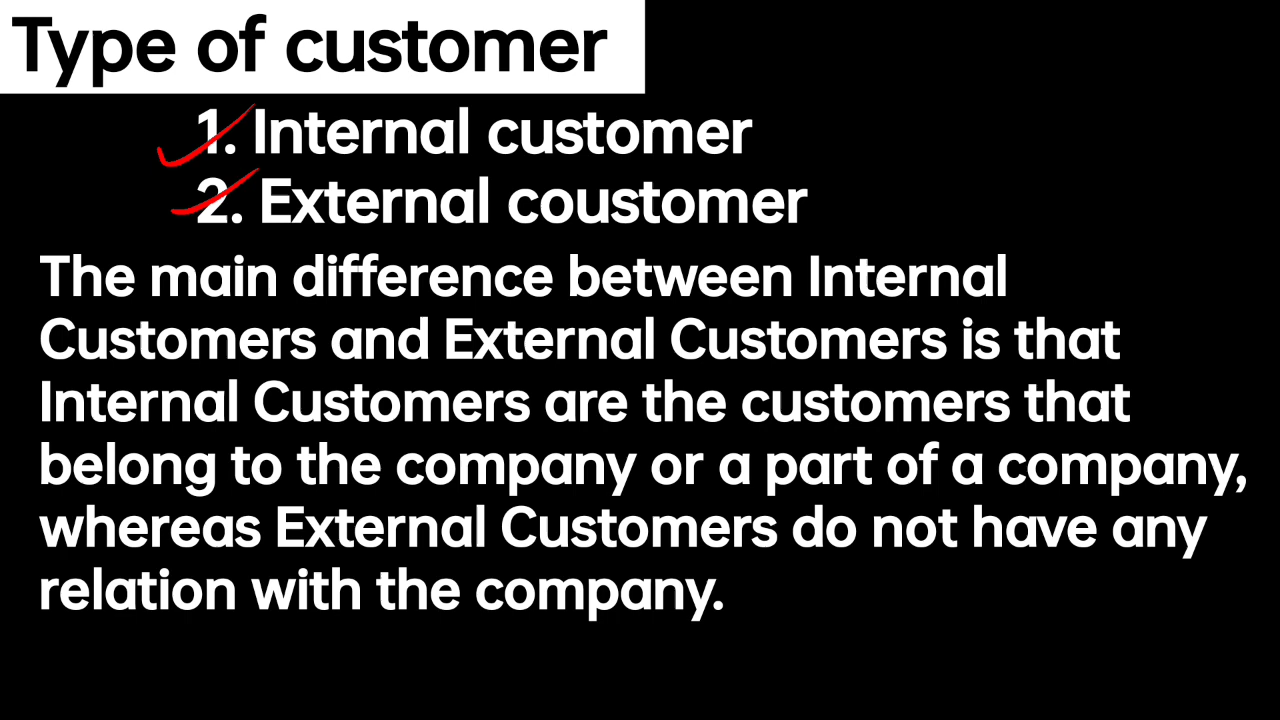 Type of customer
1. Internal customer
2. External coustomer
The main difference between Internal
Customers and External Customers is that
Internal Customers are the customers that
belong to the company or a part of a company,
whereas External Customers do not have any
relation with the company.